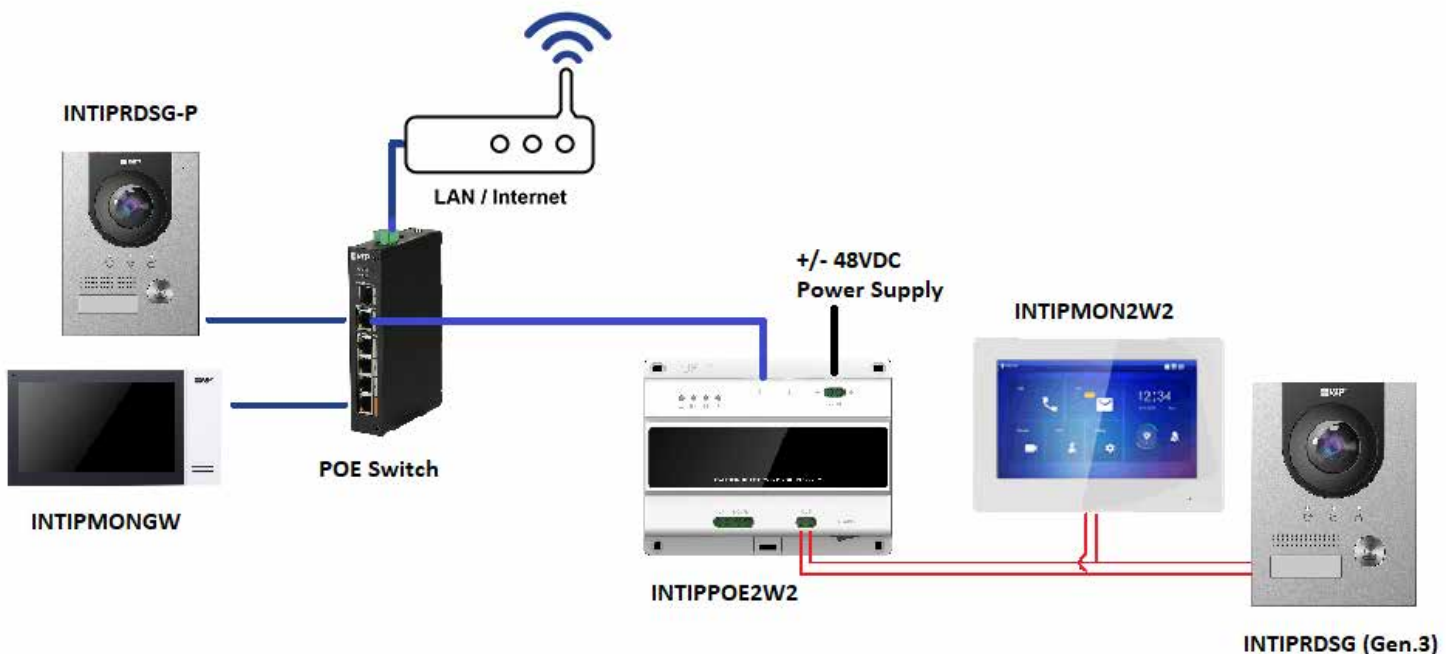 INTIPRDSG-P
LAN / Internet
+/- 48VDC
Power Supply
INTIPMON2W2
12:34
POE Switch
INTIPMONGW
INTIPPOE2W2
INTIPRDSG (Gen.3)